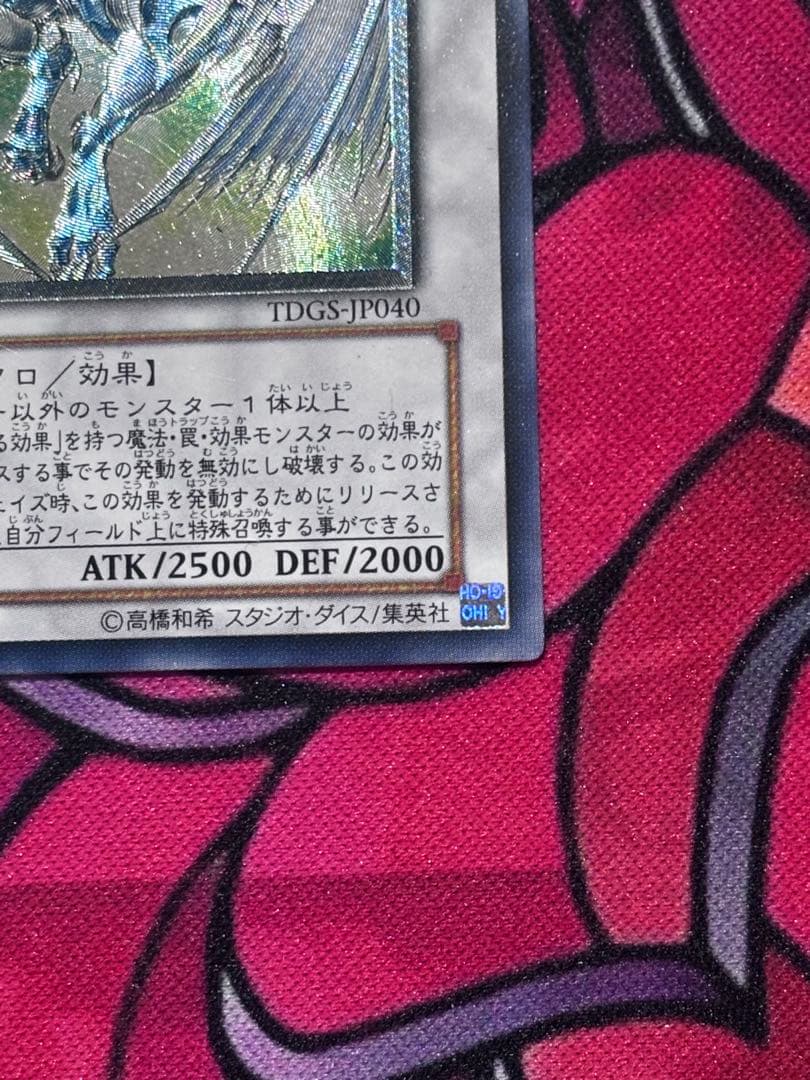 TDGS-JP040
クロ／効果】
以外のモンスター１体以上
る効果」を持つ魔法・罠・効果モンスターの効果が
スする事でその発動を無効にし破壊する。この効
ェイズ時、この効果を発動するためにリリースさ
自分フィールド上に特殊召喚する事ができる。
ATK/2500 DEF/2000
©高橋和希 スタジオ・ダイス/集英社